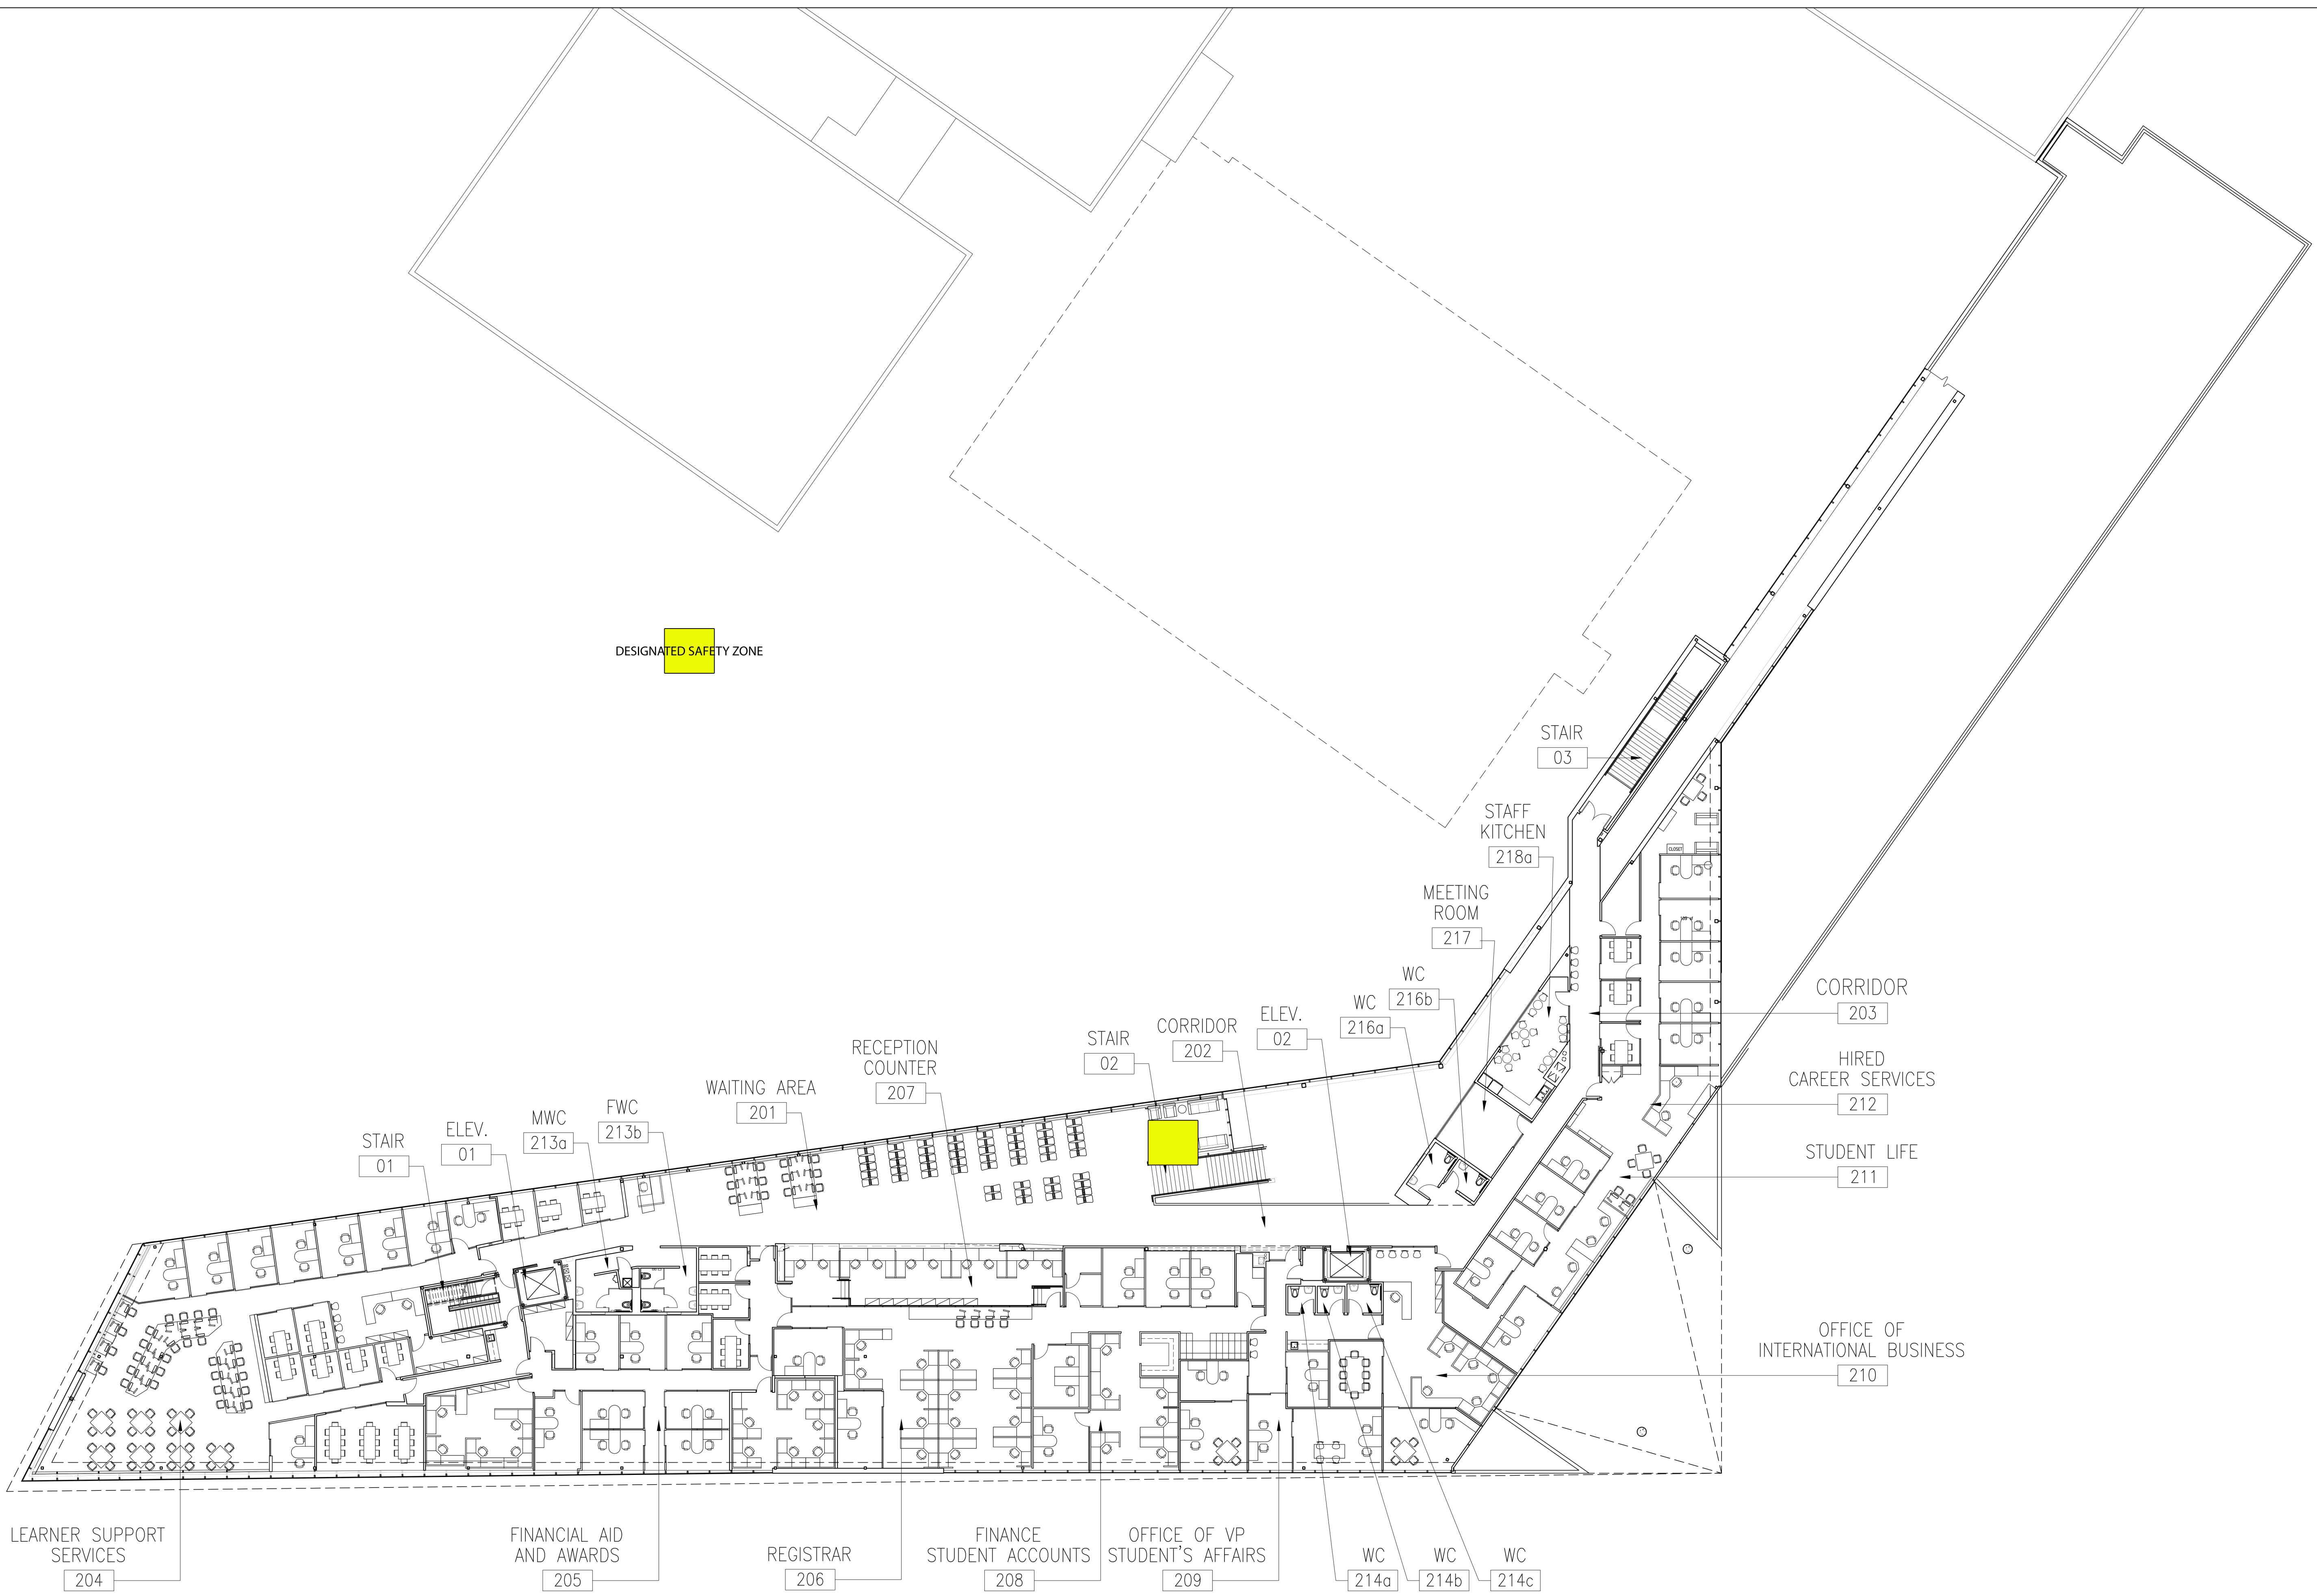 DESIGNATED SAFETY ZONE
STAIR
03
STAFF
KITCHEN
218a
CLOSET
MEETING
ROOM
217
WC
216b
WC
216a
CORRIDOR
203
ELEV.
02
CORRIDOR
202
STAIR
02
RECEPTION
COUNTER
207
HIRED
CAREER SERVICES
212
WAITING AREA
201
FWC
213b
MWC
213a
ELEV.
01
STAIR
01
STUDENT LIFE
211
OFFICE OF
INTERNATIONAL BUSINESS
210
LEARNER SUPPORT
SERVICES
204
FINANCIAL AID
AND AWARDS
205
REGISTRAR
206
FINANCE
STUDENT ACCOUNTS
208
OFFICE OF VP
STUDENT'S AFFAIRS
209
WC
214a
WC
214b
WC
214c